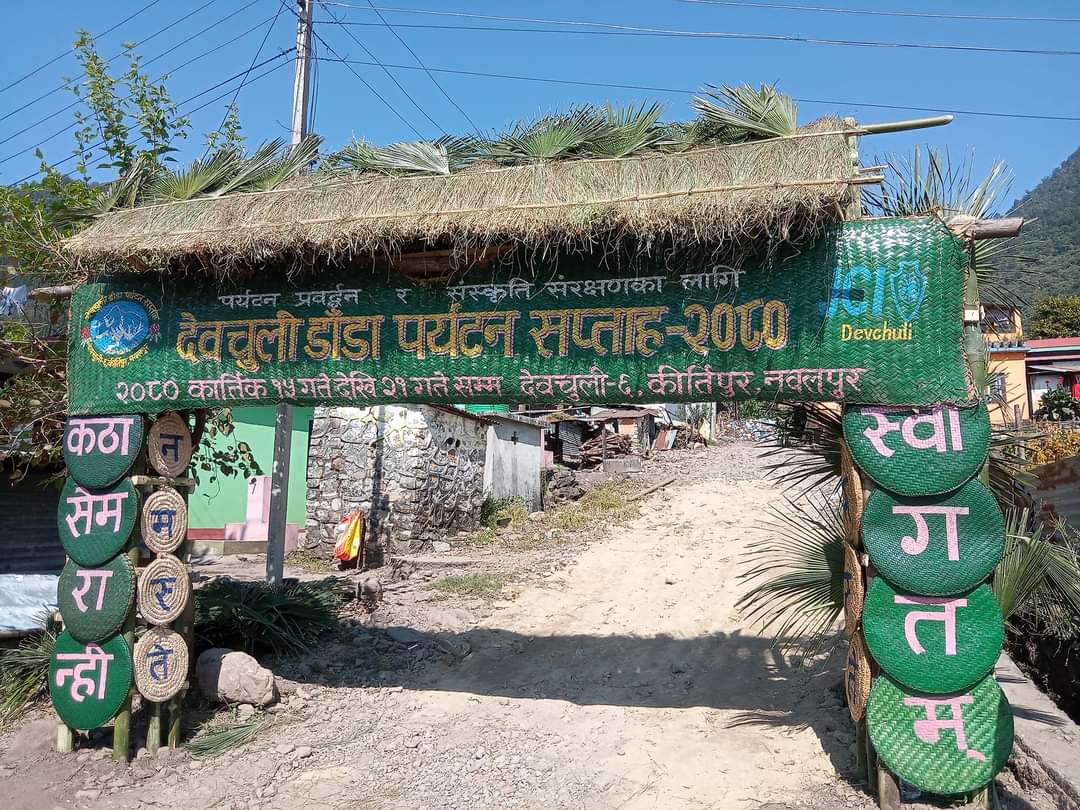 पर्यटन प्रवर्द्धन र संस्कृति संरक्षणका लागि
देवचुली डाँडा पर्यटन सप्ताह-२०८०
२०८० कार्त्तिक १५ गते देखि २१ गते सम्म देवचुली-६, कीर्तिपुर, नवलपुर
JCI
Devchuli
कठा
सेम
रा
न्ही
न
म
स्
ते
स्वा
ग
त
म्